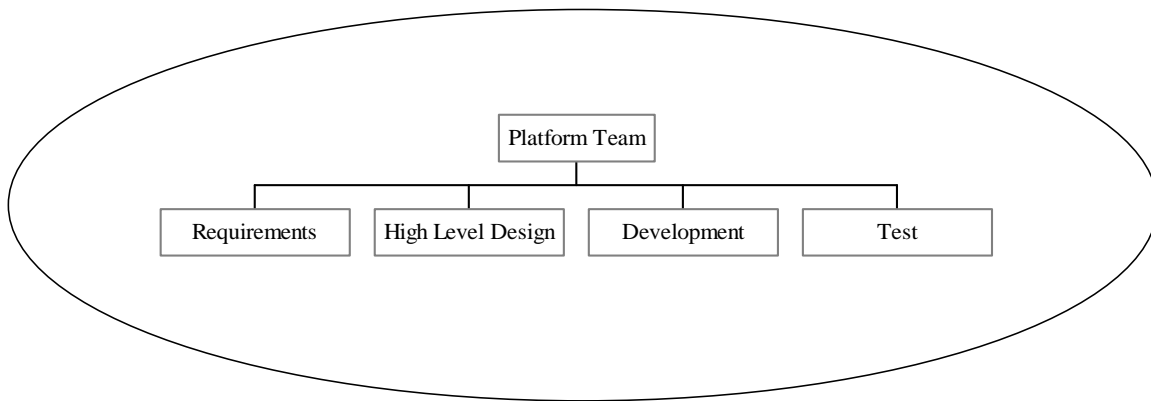 Platform Team
Requirements
High Level Design
Development
Test